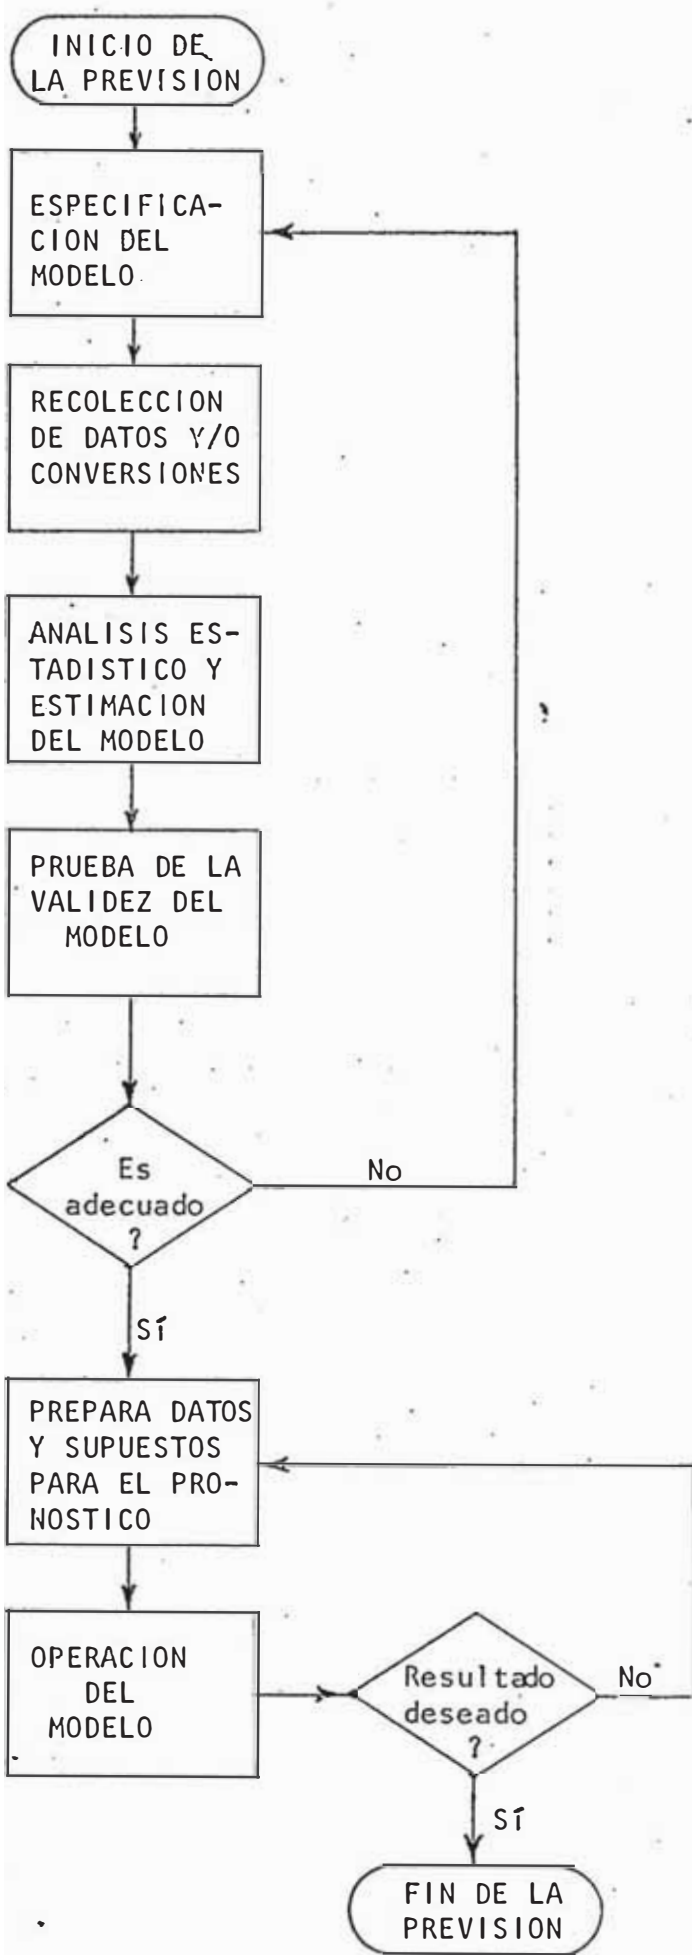 INICIO DE
LA PREVISION
ESPECIFICA-
CION DEL
MODELO
RECOLECCION
DE DATOS Y/O
CONVERSIONES
ANALISIS ES-
TADISTICO Y
ESTIMACION
DEL MODELO
PRUEBA DE LA
VALIDEZ DEL
MODELO
Es
adecuado
?
No
Sí
PREPARA DATOS
Y SUPUESTOS
PARA EL PRO-
NOSTICO
OPERACION
DEL
MODELO
Resultado
deseado
?
No
Sí
FIN DE LA
PREVISION